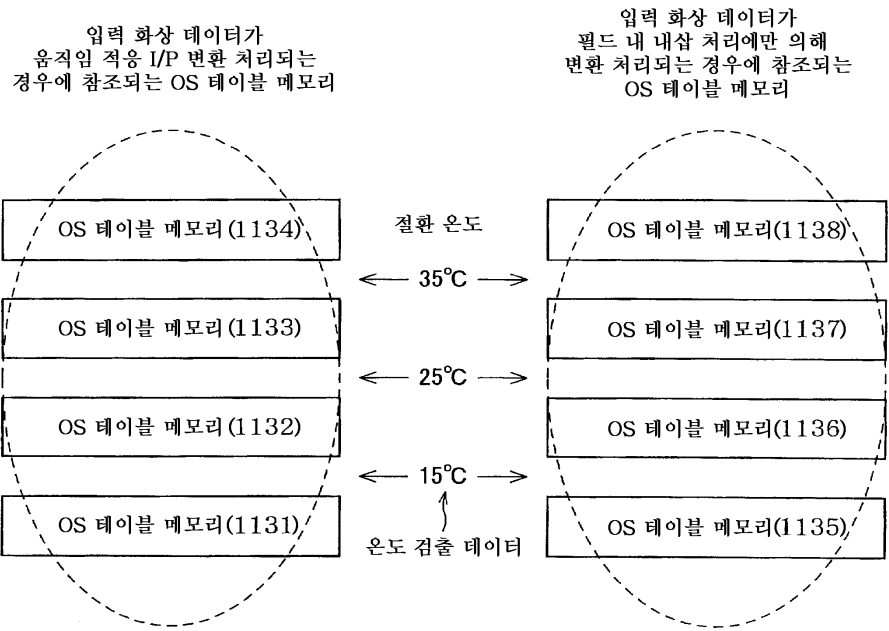 입력 화상 데이터가
움직임 적응 I/P 변환 처리되는
경우에 참조되는 OS 테이블 메모리
입력 화상 데이터가
필드 내 내삽 처리에만 의해
변환 처리되는 경우에 참조되는
OS 테이블 메모리
OS 테이블 메모리(1134)
절환 온도
OS 테이블 메모리(1138)
35℃
OS 테이블 메모리(1133)
OS 테이블 메모리(1137)
25℃
OS 테이블 메모리(1132)
OS 테이블 메모리(1136)
15℃
OS 테이블 메모리(1131)
온도 검출 데이터
OS 테이블 메모리(1135)